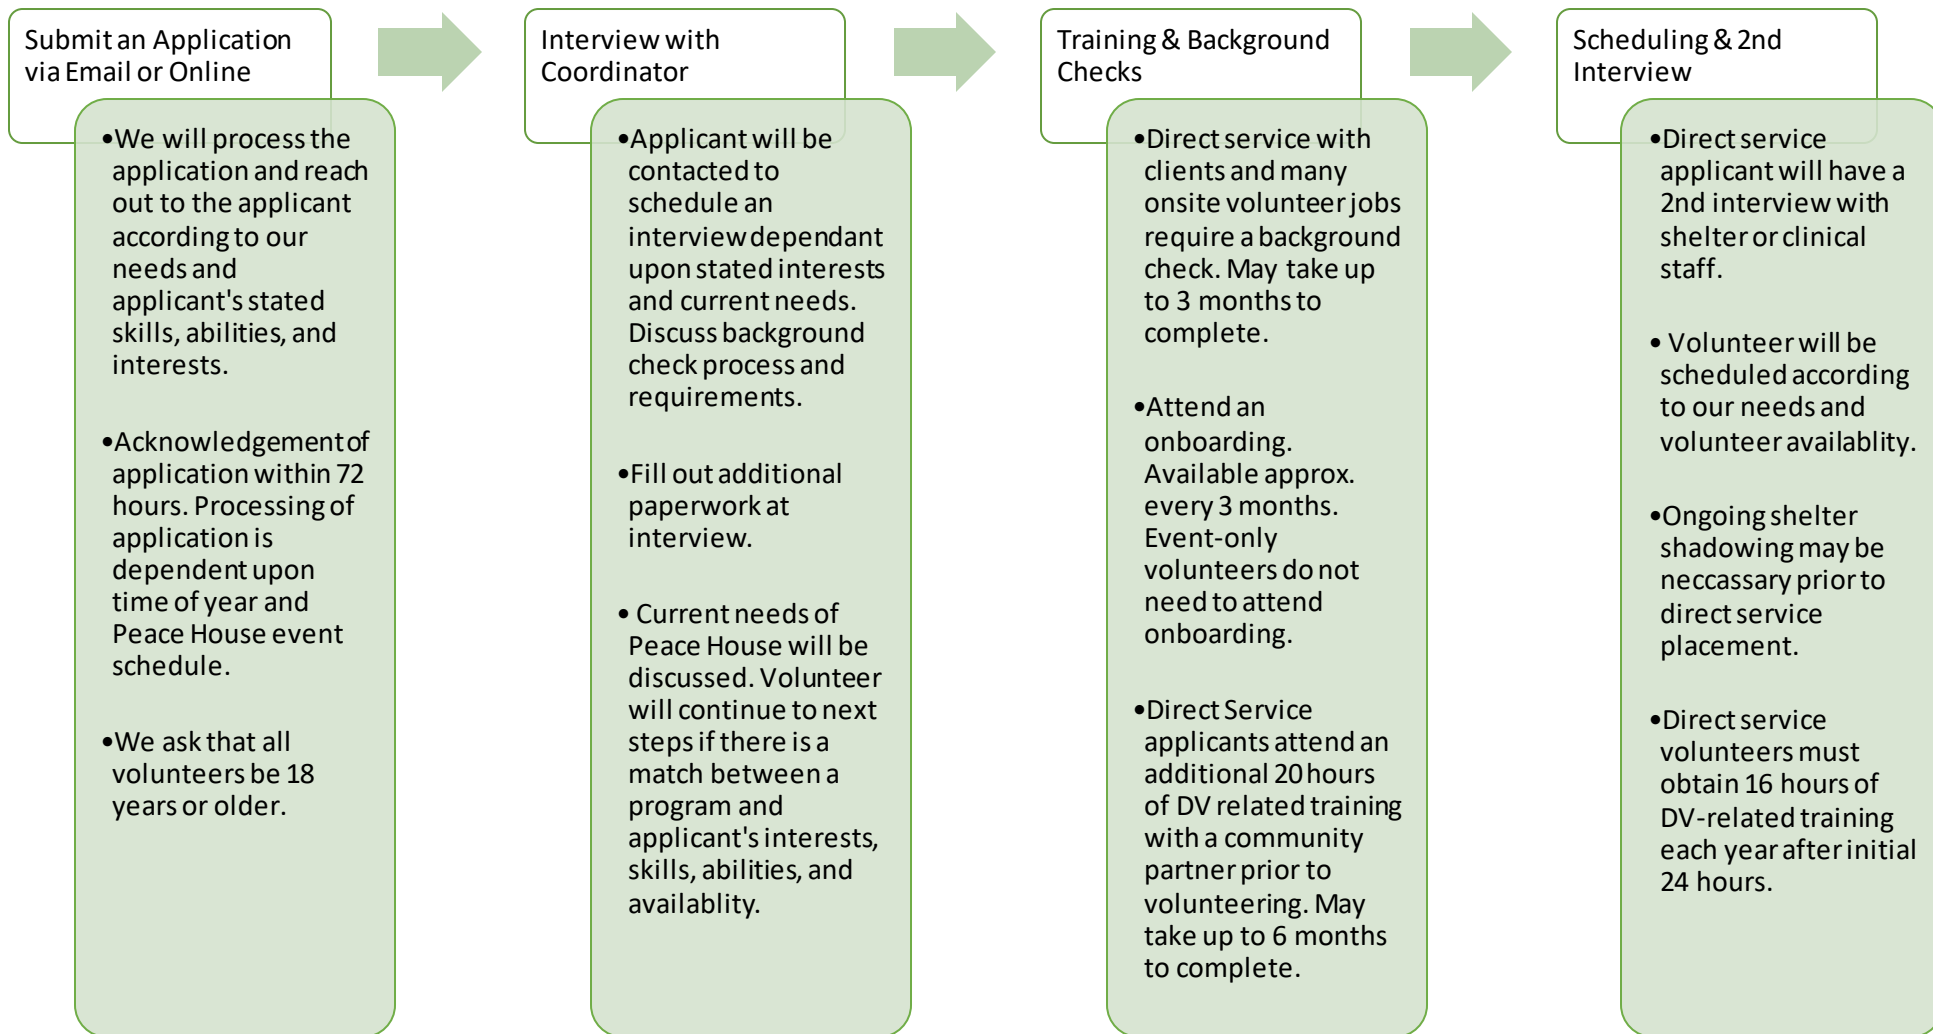 Submit an Application
via Email or Online
•We will process the
application and reach
out to the applicant
according to our
needs and
applicant's stated
skills, abilities, and
interests.
•Acknowledgement of
application within 72
hours. Processing of
application is
dependent upon
time of year and
Peace House event
schedule.
•We ask that all
volunteers be 18
years or older.
Interview with
Coordinator
•Applicant will be
contacted to
schedule an
interview dependant
upon stated interests
and current needs.
Discuss background
check process and
requirements.
•Fill out additional
paperwork at
interview.
• Current needs of
Peace House will be
discussed. Volunteer
will continue to next
steps if there is a
match between a
program and
applicant's interests,
skills, abilities, and
availablity.
Training & Background
Checks
•Direct service with
clients and many
onsite volunteer jobs
require a background
check. May take up
to 3 months to
complete.
•Attend an
onboarding.
Available approx.
every 3 months.
Event-only
volunteers do not
need to attend
onboarding.
•Direct Service
applicants attend an
additional 20 hours
of DV related training
with a community
partner prior to
volunteering. May
take up to 6 months
to complete.
Scheduling & 2nd
Interview
•Direct service
applicant will have a
2nd interview with
shelter or clinical
staff.
• Volunteer will be
scheduled according
to our needs and
volunteer availablity.
•Ongoing shelter
shadowing may be
neccassary prior to
direct service
placement.
•Direct service
volunteers must
obtain 16 hours of
DV-related training
each year after initial
24 hours.